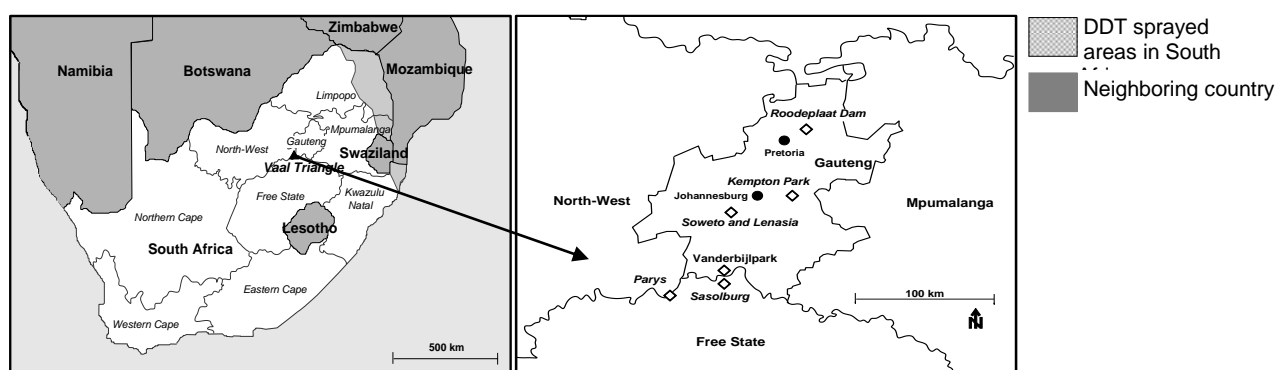 Zimbabwe
Namibia
Botswana
Mozambique
Limpopo
Mpumalanga
Gauteng
North-West
Swaziland
Vaal Triangle
Free State
Kwazulu
Natal
Northern Cape
Lesotho
South Africa
Eastern Cape
Western Cape
500 km
Roodeplaat Dam
Pretoria
Gauteng
Kempton Park
Johannesburg
North-West
Mpumalanga
Soweto and Lenasia
Vanderbijlpark
Parys
Sasolburg
100 km
N
Free State
DDT sprayed
areas in South
Neighboring country